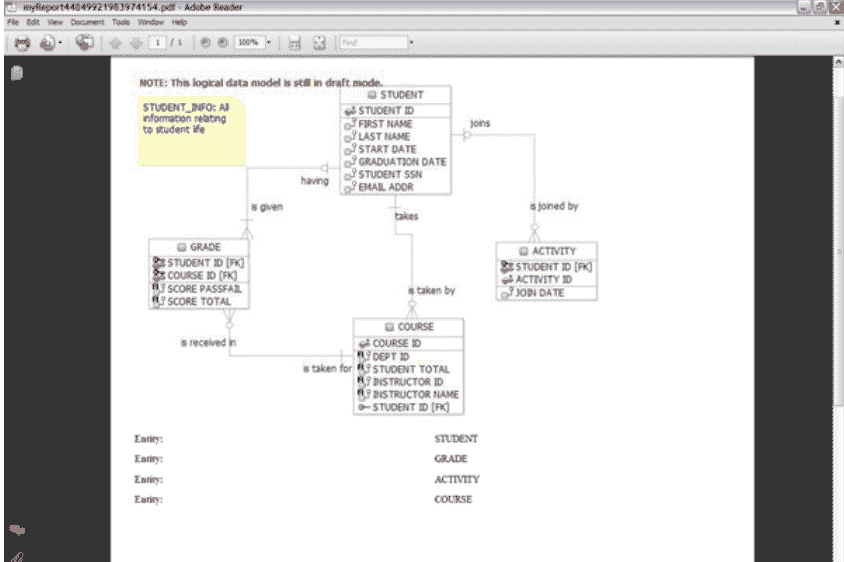 myReport44849921983974154.pdf - Adobe Reader
File Edit View Document Tools Window Help
1 / 1 100% Find
NOTE: This logical data model is still in draft mode.
STUDENT_INFO: All
information relating
to student life
STUDENT
STUDENT ID
FIRST NAME
LAST NAME
START DATE
GRADUATION DATE
STUDENT SSN
EMAIL ADDR
joins
having
is given
takes
is joined by
GRADE
STUDENT ID [FK]
COURSE ID [FK]
SCORE PASSFAIL
SCORE TOTAL
ACTIVITY
STUDENT ID [FK]
ACTIVITY ID
JOIN DATE
is taken by
is received in
is taken for
COURSE
COURSE ID
DEPT ID
STUDENT TOTAL
INSTRUCTOR ID
INSTRUCTOR NAME
STUDENT ID [FK]
Entity: STUDENT
Entity: GRADE
Entity: ACTIVITY
Entity: COURSE